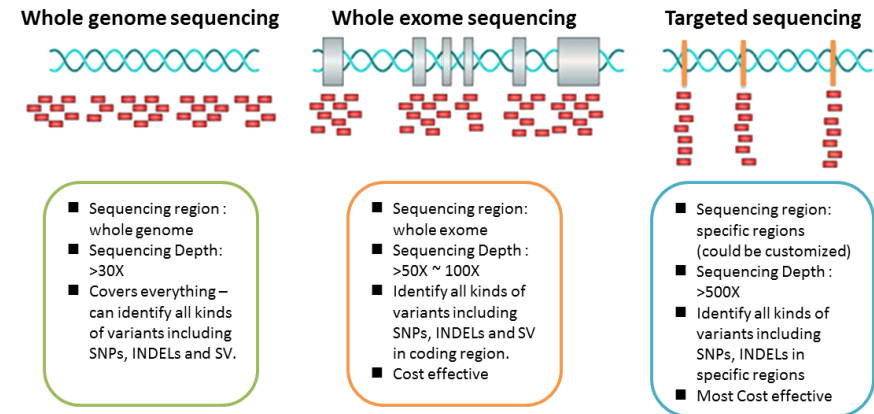 Whole genome sequencing
Whole exome sequencing
Targeted sequencing
■ Sequencing region :
whole genome
■ Sequencing Depth:
>30X
■ Covers everything –
can identify all kinds
of variants including
SNPs, INDELs and SV.
■ Sequencing region:
whole exome
■ Sequencing Depth :
>50X ~ 100X
■ Identify all kinds of
variants including
SNPs, INDELs and SV
in coding region.
■ Cost effective
■ Sequencing region:
specific regions
(could be customized)
■ Sequencing Depth :
>500X
■ Identify all kinds of
variants including
SNPs, INDELs in
specific regions
■ Most Cost effective